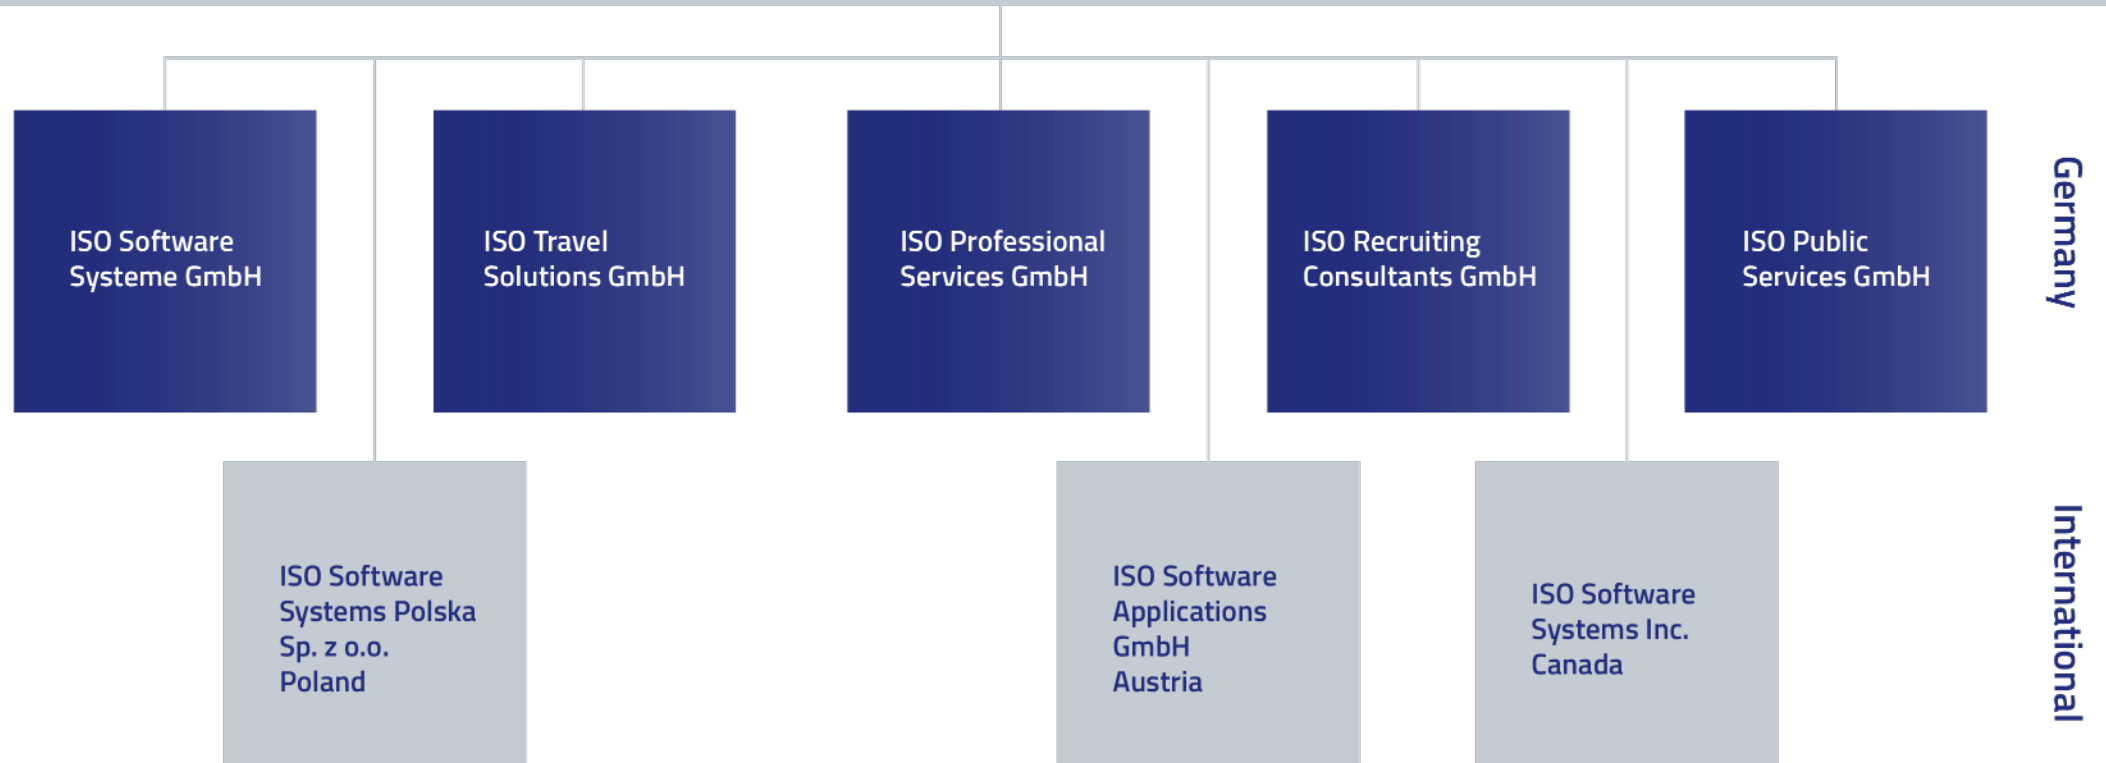 ISO Software
Systeme GmbH
ISO Travel
Solutions GmbH
ISO Professional
Services GmbH
ISO Recruiting
Consultants GmbH
ISO Public
Services GmbH
Germany
ISO Software
Systems Polska
Sp. z o.o.
Poland
ISO Software
Applications
GmbH
Austria
ISO Software
Systems Inc.
Canada
International